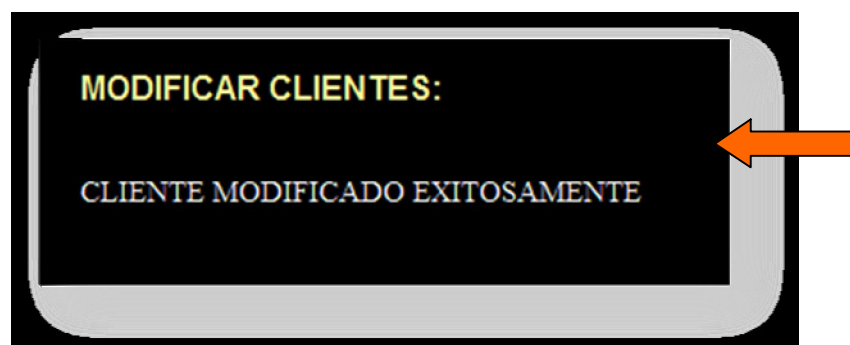 MODIFICAR CLIENTES:
CLIENTE MODIFICADO EXITOSAMENTE